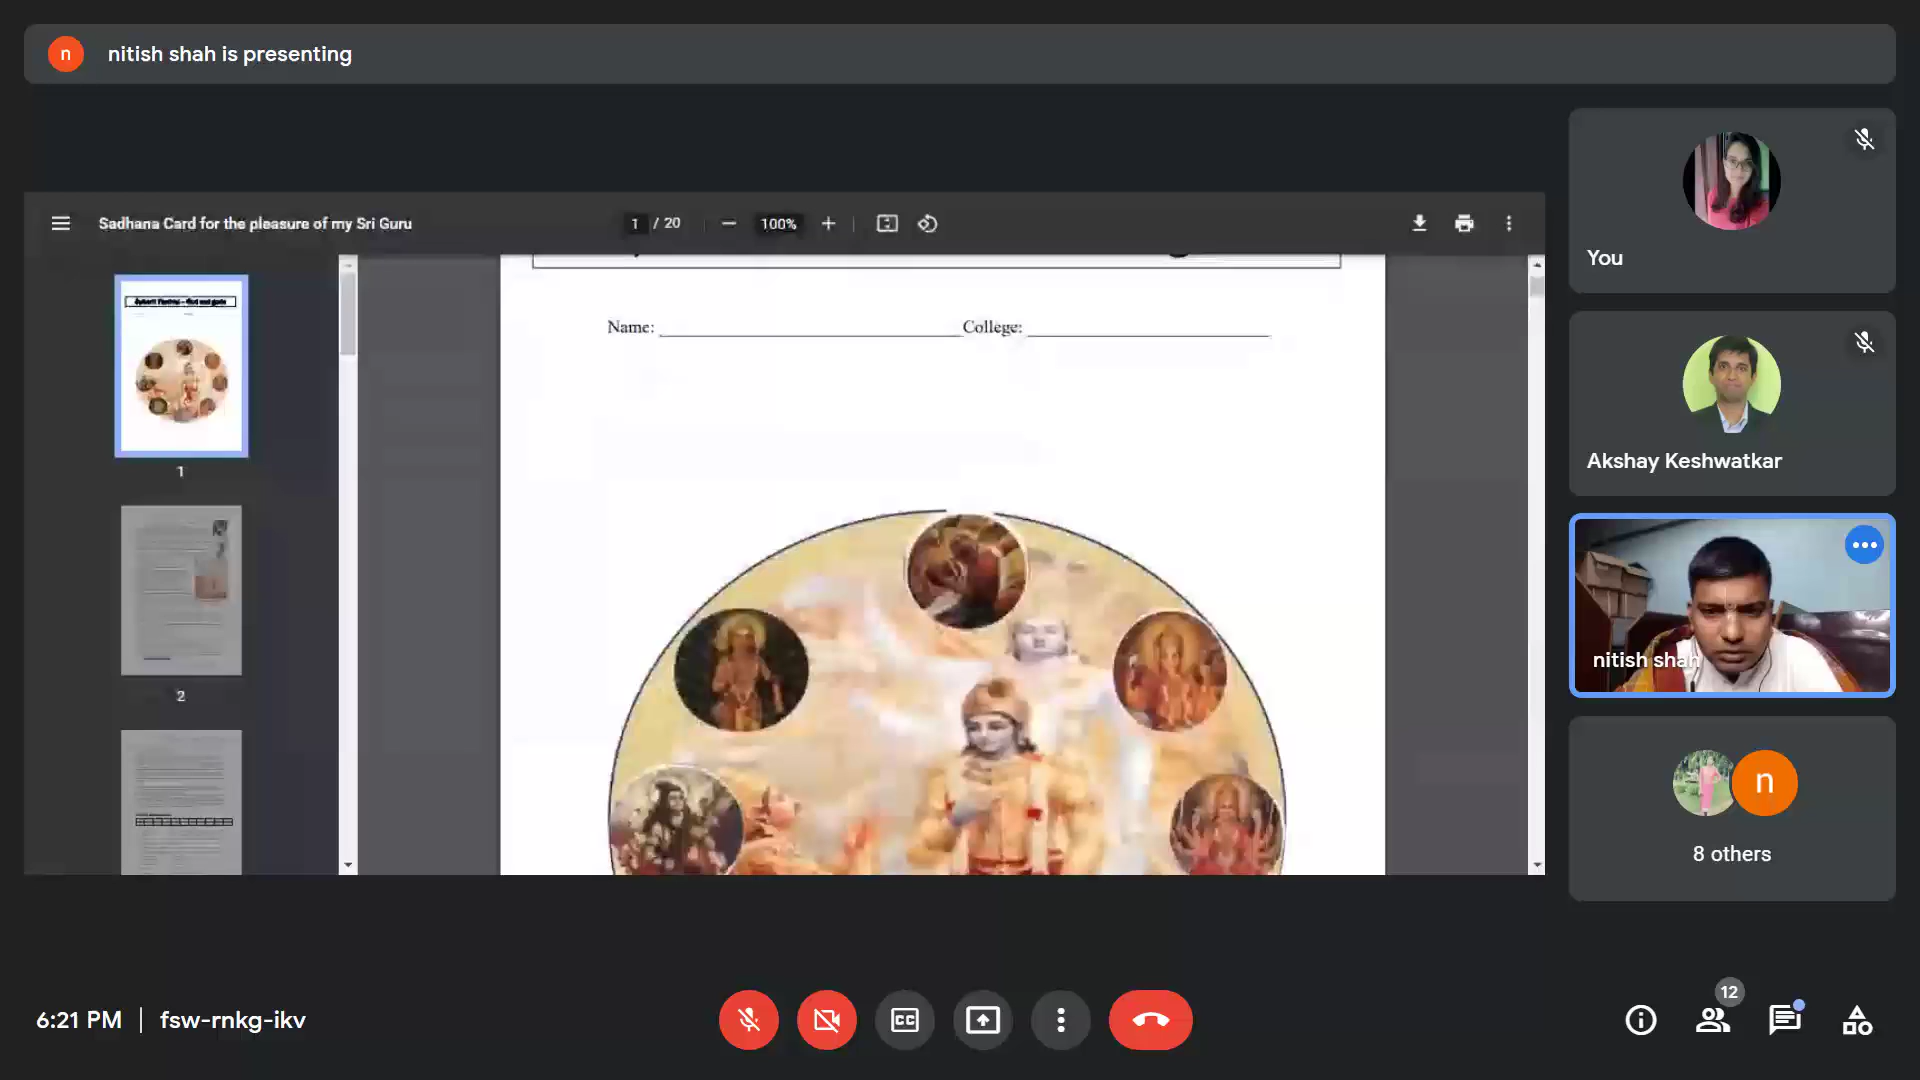 n nitish shah is presenting
Sadhana Card for the pleasure of my Sri Guru 1 / 20 100%
Name: College:
1
2
You
Akshay Keshwatkar
nitish shah
n
8 others
6:21 PM fsw-rnkg-ikv
CC
12